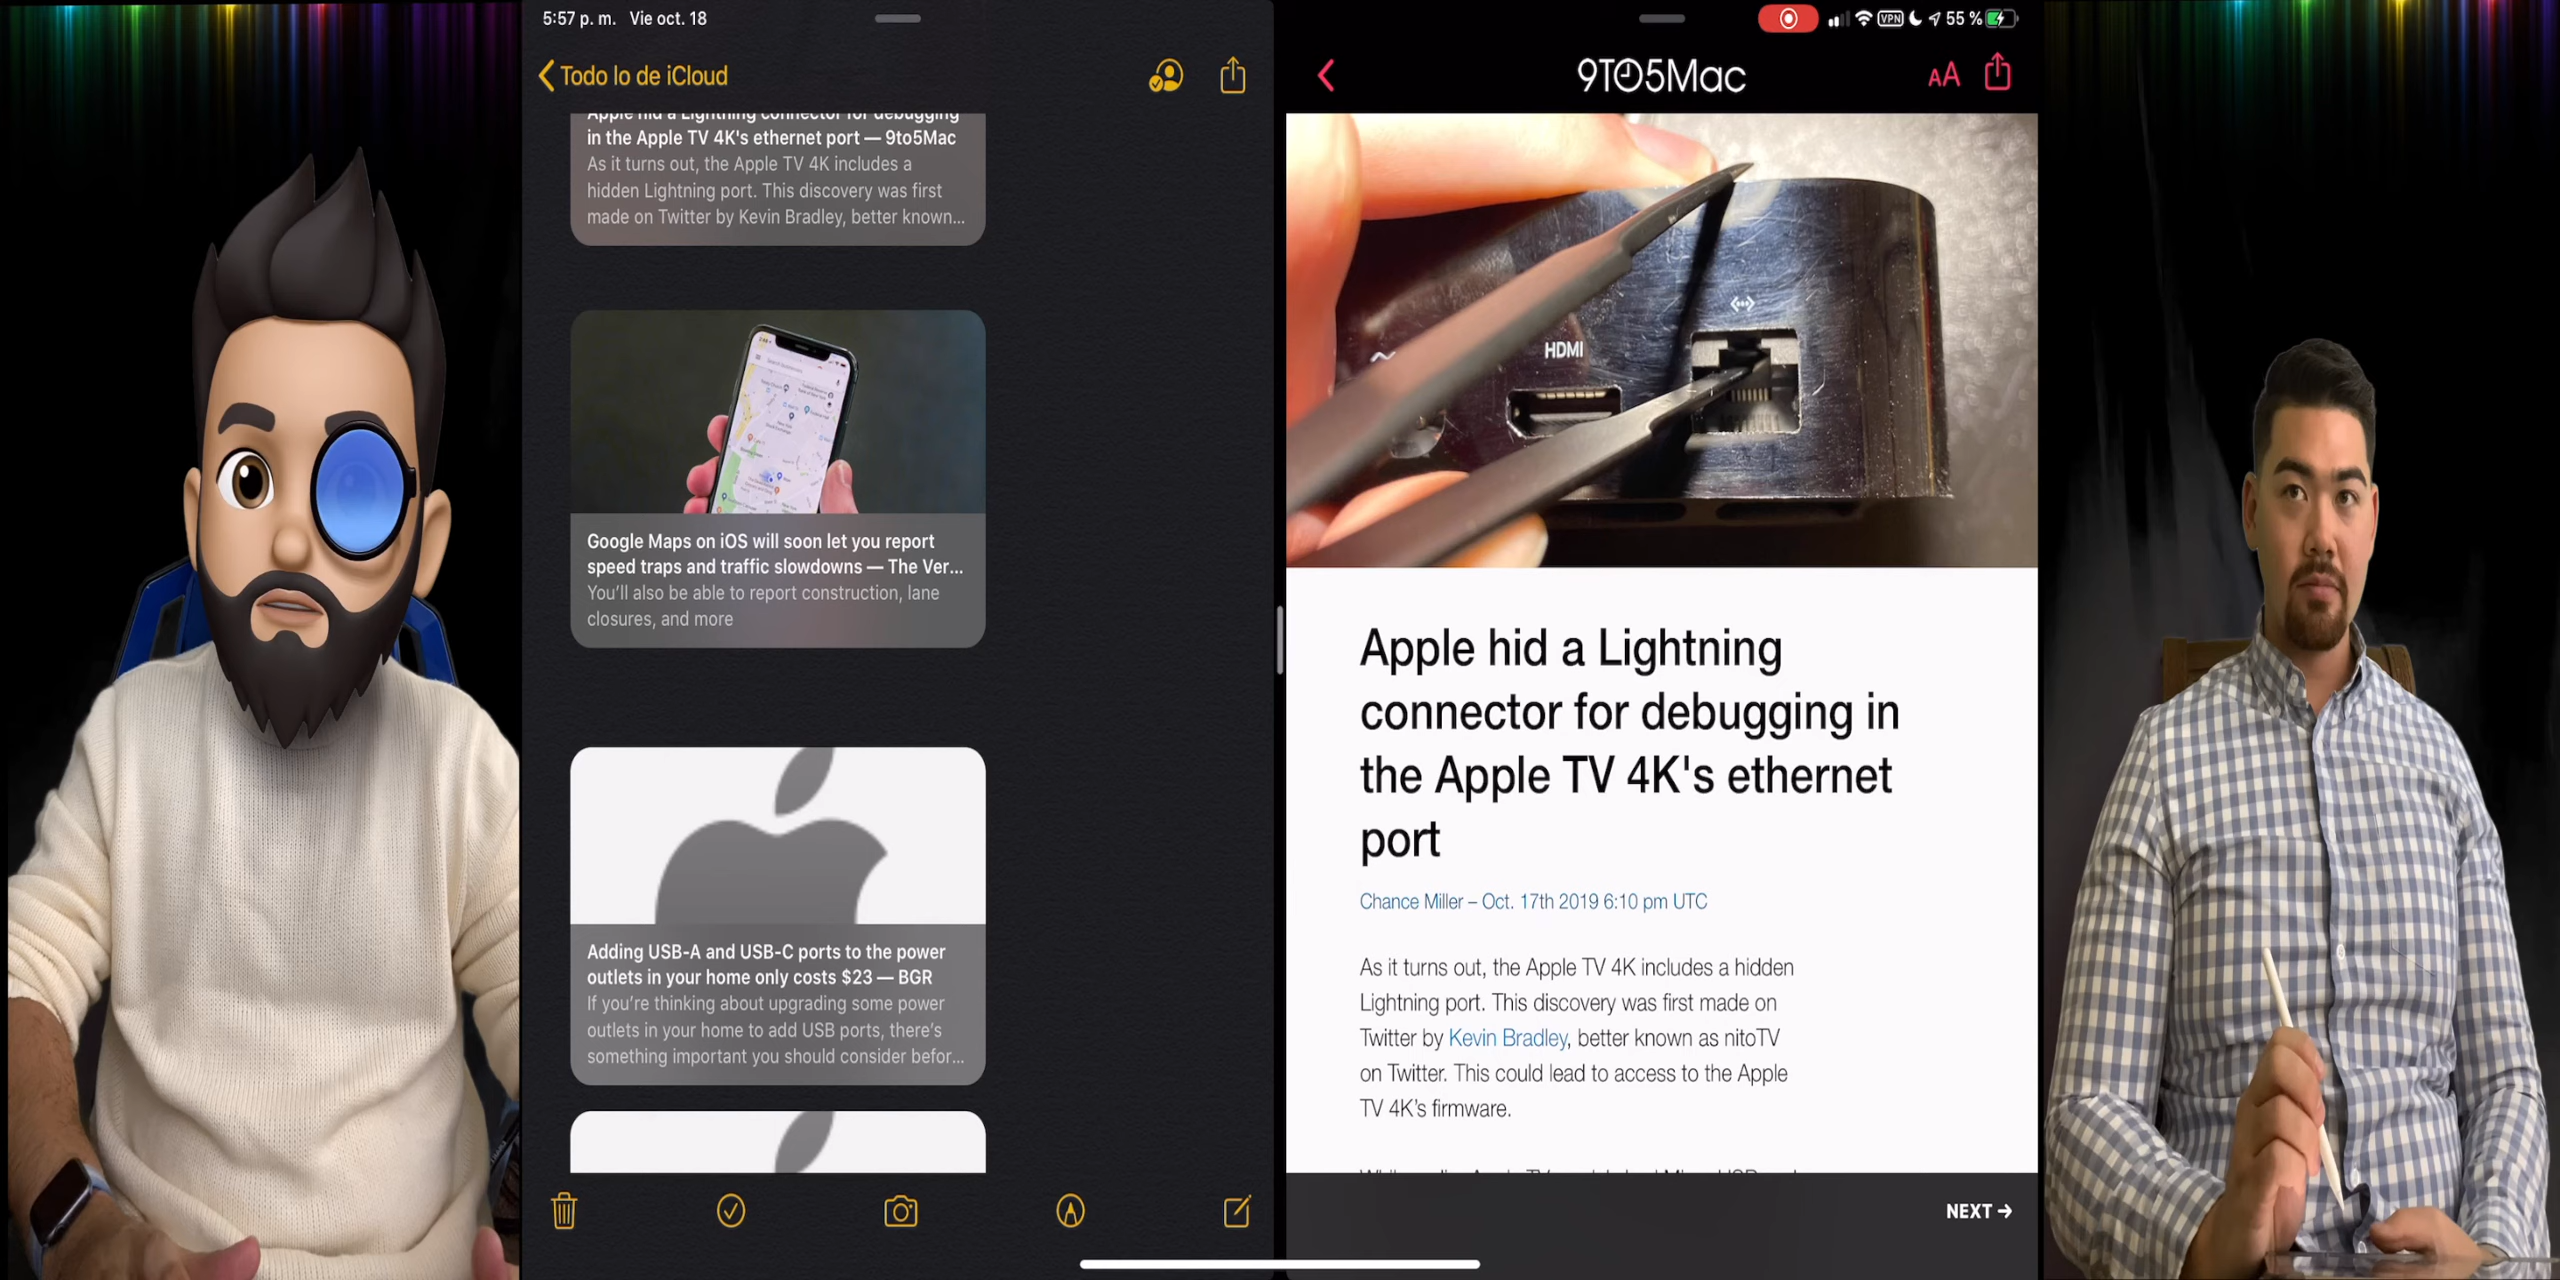 5:57 p. m. Vie oct. 18
VPN
55 %
Todo lo de iCloud
Apple hid a Lightning connector for debugging
in the Apple TV 4K's ethernet port — 9to5Mac
As it turns out, the Apple TV 4K includes a
hidden Lightning port. This discovery was first
made on Twitter by Kevin Bradley, better known...
Google Maps on iOS will soon let you report
speed traps and traffic slowdowns — The Ver...
You'll also be able to report construction, lane
closures, and more
Adding USB-A and USB-C ports to the power
outlets in your home only costs $23 — BGR
If you're thinking about upgrading some power
outlets in your home to add USB ports, there's
something important you should consider befor...
9TO5Mac
AA
HDMI
Apple hid a Lightning
connector for debugging in
the Apple TV 4K's ethernet
port
Chance Miller – Oct. 17th 2019 6:10 pm UTC
As it turns out, the Apple TV 4K includes a hidden
Lightning port. This discovery was first made on
Twitter by Kevin Bradley, better known as nitoTV
on Twitter. This could lead to access to the Apple
TV 4K's firmware.
NEXT →